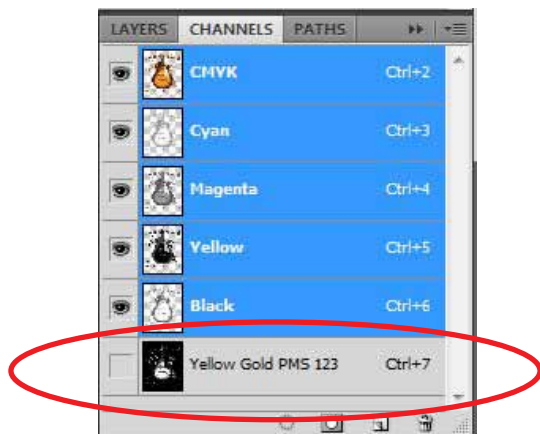 LAYERS CHANNELS PATHS
CMYK Ctrl+2
Cyan Ctrl+3
Magenta Ctrl+4
Yellow Ctrl+5
Black Ctrl+6
Yellow Gold PMS 123 Ctrl+7